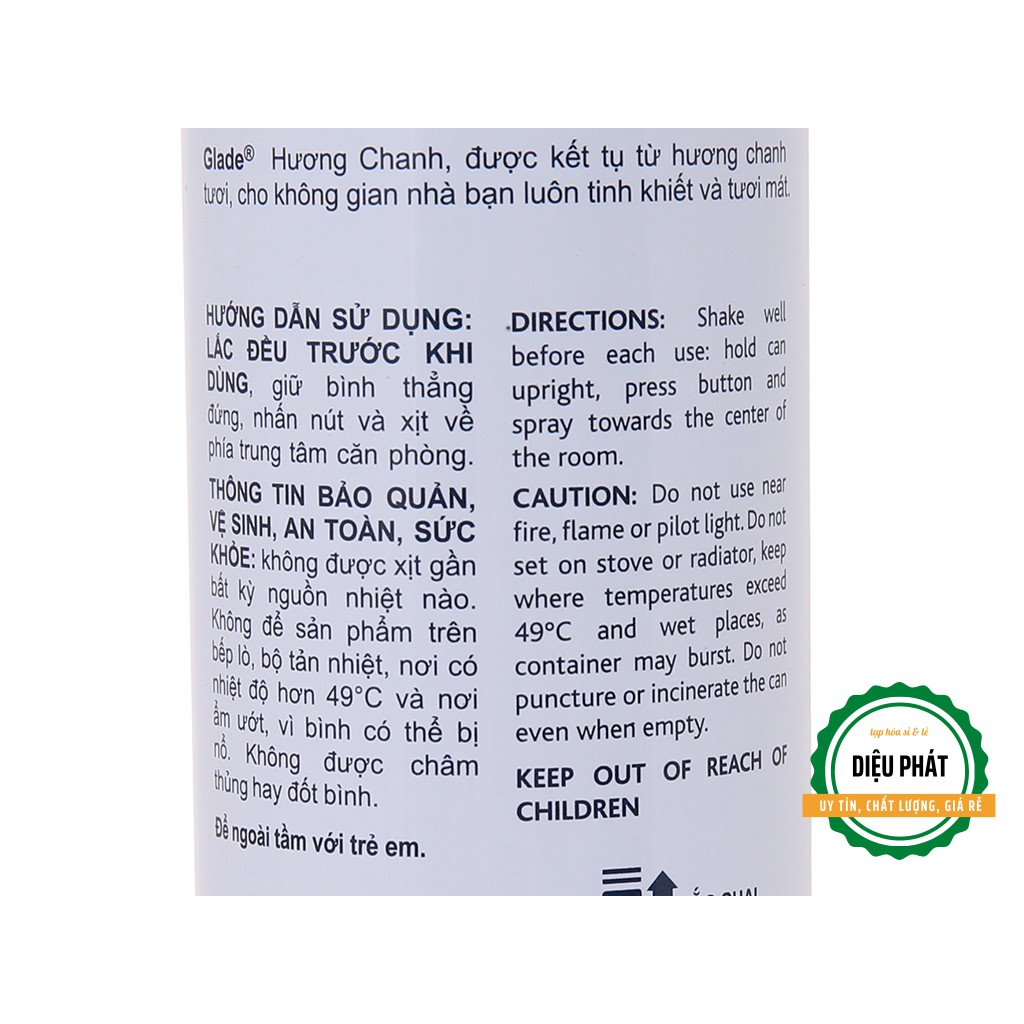 Glade® Hương Chanh, được kết tụ từ hương chanh
tươi, cho không gian nhà bạn luôn tinh khiết và tươi mát.
HƯỚNG DẪN SỬ DỤNG:
LẮC ĐỀU TRƯỚC KHI
DÙNG, giữ bình thẳng
đứng, nhấn nút và xịt về
phía trung tâm căn phòng.
THÔNG TIN BẢO QUẢN,
VỆ SINH, AN TOÀN, SỨC
KHỎE: không được xịt gần
bất kỳ nguồn nhiệt nào.
Không để sản phẩm trên
bếp lò, bộ tản nhiệt, nơi có
nhiệt độ hơn 49°C và nơi
ẩm ướt, vì bình có thể bị
nổ. Không được châm
thủng hay đốt bình.
Để ngoài tầm với trẻ em.
DIRECTIONS: Shake well
before each use: hold can
upright, press button and
spray towards the center of
the room.
CAUTION: Do not use near
fire, flame or pilot light. Do not
set on stove or radiator, keep
where temperatures exceed
49°C and wet places, as
container may burst. Do not
puncture or incinerate the can
even when empty.
KEEP OUT OF REACH OF
CHILDREN
tạp hóa sỉ & lẻ
DIỆU PHÁT
UY TÍN, CHẤT LƯỢNG, GIÁ RẺ